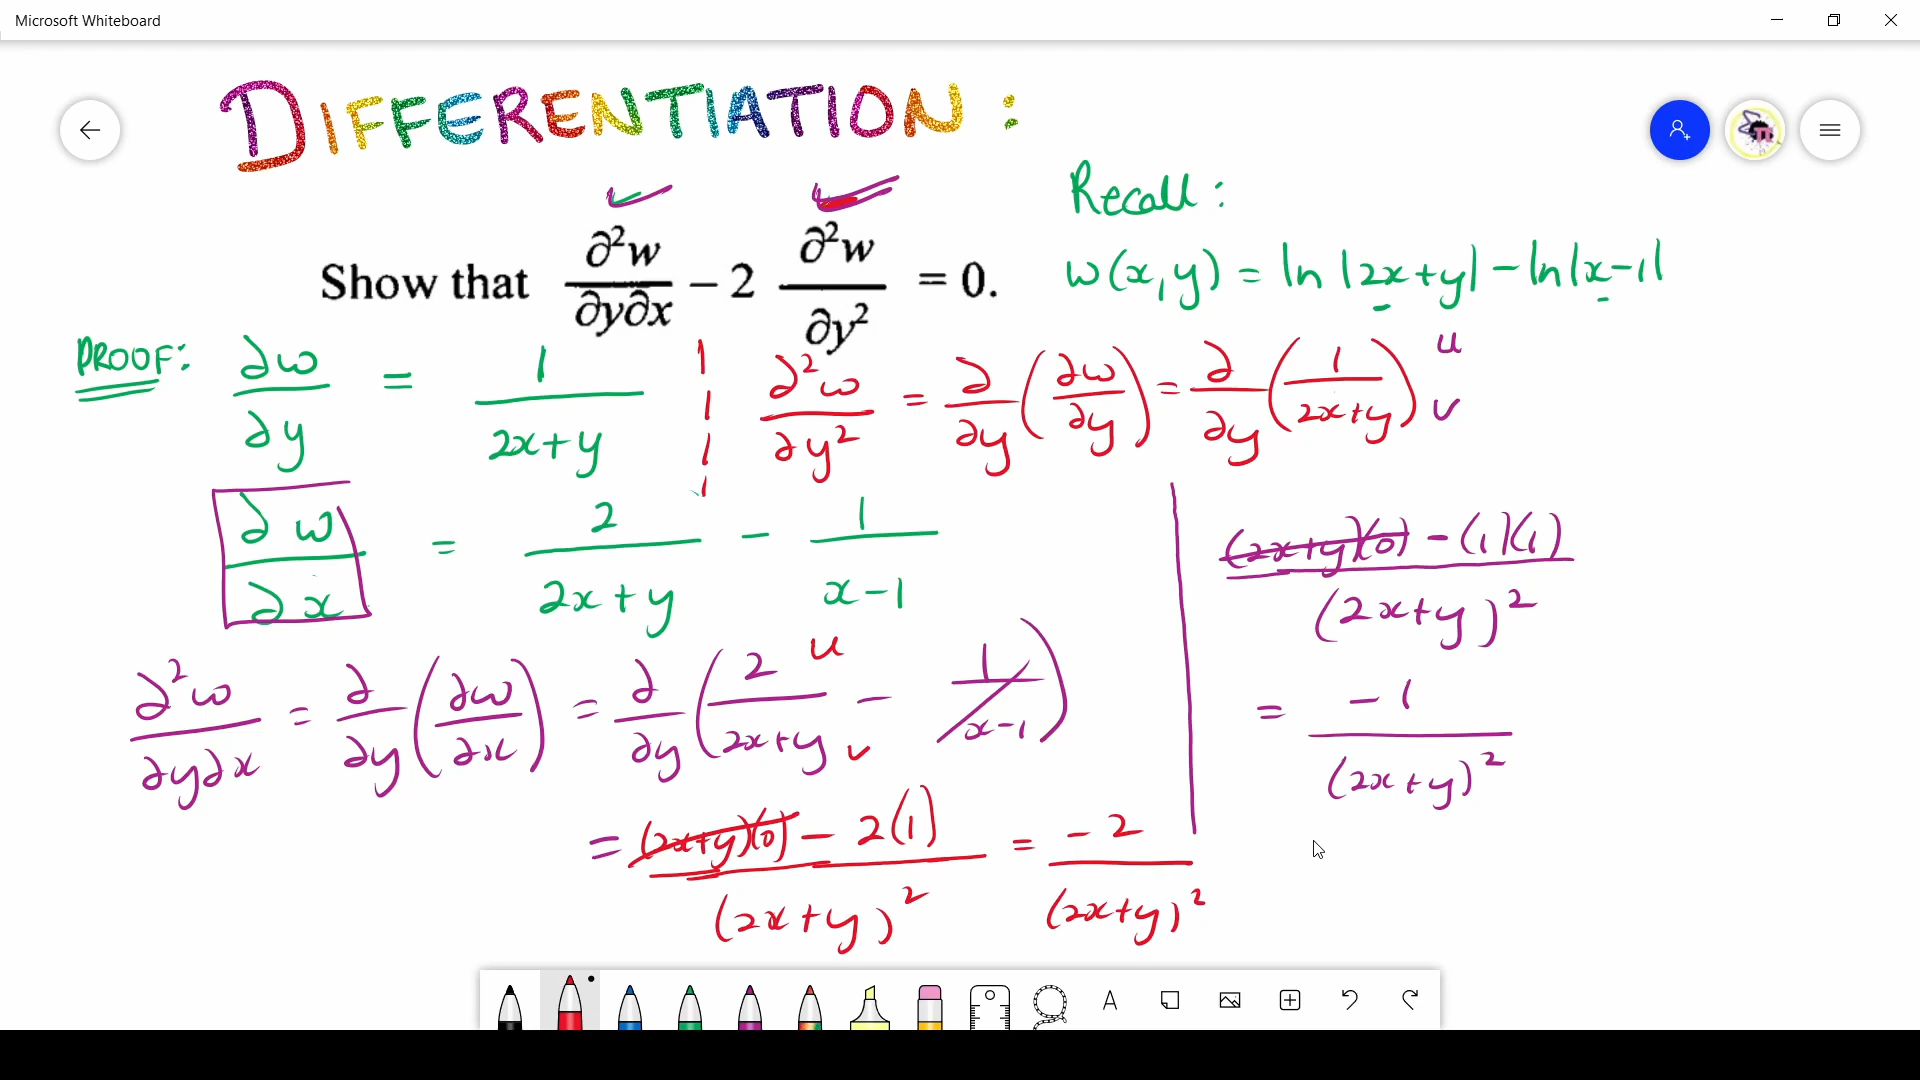 Microsoft Whiteboard
DIFFERENTIATION:
Recall:
w(x,y) = ln|2x+y| - ln|x-1|
Show that ∂²w/∂y∂x − 2 ∂²w/∂y² = 0.
PROOF: ∂w/∂y = 1/(2x+y)
∂²w/∂y² = ∂/∂y (∂w/∂y) = ∂/∂y (1/(2x+y)) u v
∂w/∂x = 2/(2x+y) - 1/(x-1)
((2x+y)(0) - (1)(1))/(2x+y)²
= -1/(2x+y)²
∂²w/∂y∂x = ∂/∂y (∂w/∂x) = ∂/∂y (2/(2x+y) - 1/(x-1)) u v
= ((2x+y)(0) - 2(1))/(2x+y)² = -2/(2x+y)²